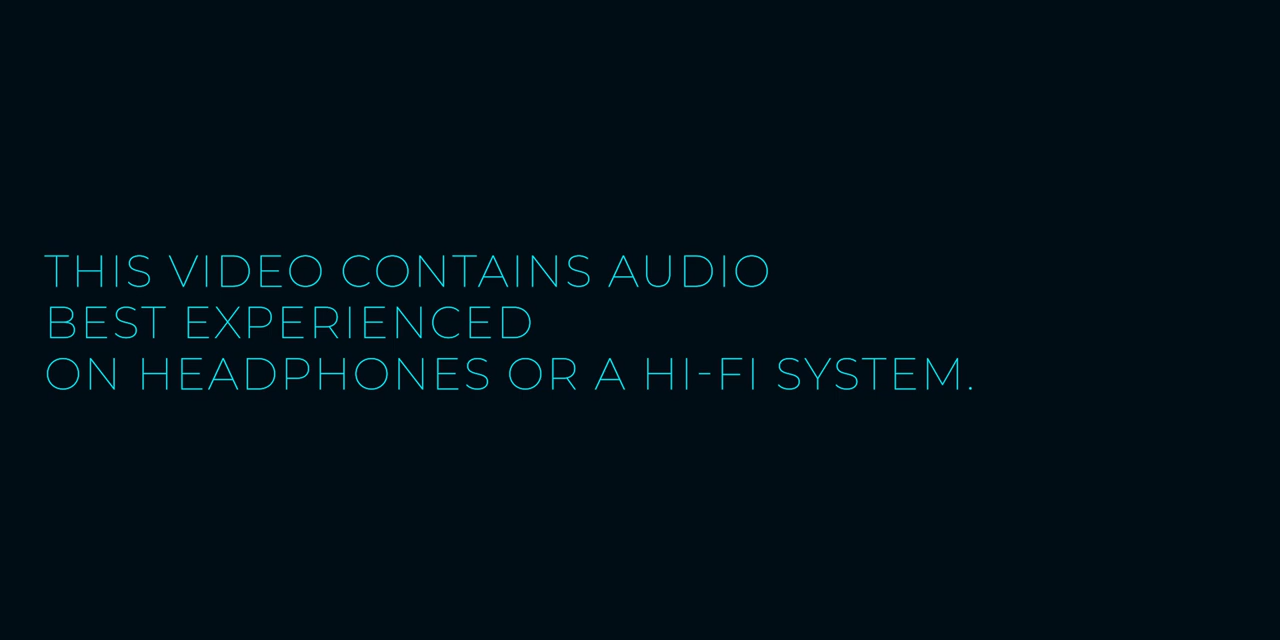 THIS VIDEO CONTAINS AUDIO
BEST EXPERIENCED
ON HEADPHONES OR A HI-FI SYSTEM.